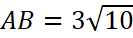 AB = 3√10